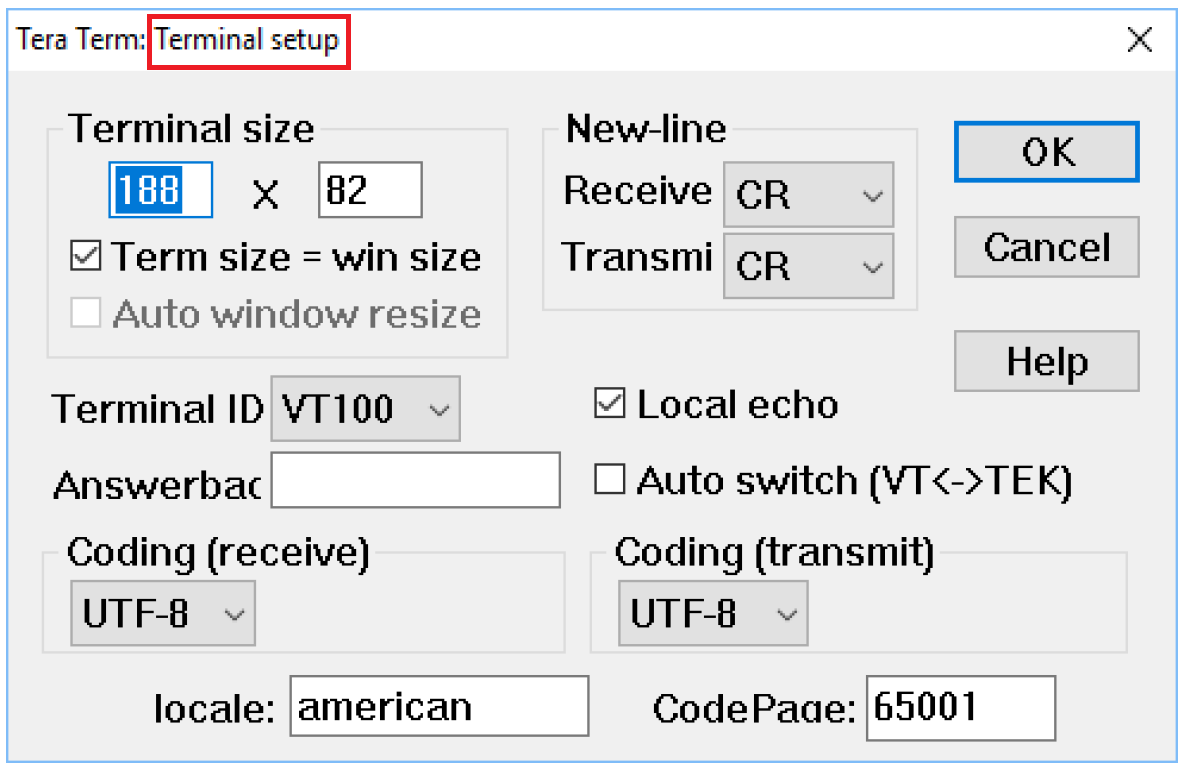 Tera Term: Terminal setup
Terminal size
188 X 82
Term size = win size
Auto window resize
New-line
Receive CR
Transmi CR
OK
Cancel
Help
Terminal ID VT100
Local echo
Answerbac
Auto switch (VT<->TEK)
Coding (receive)
UTF-8
Coding (transmit)
UTF-8
locale: american
CodePage: 65001